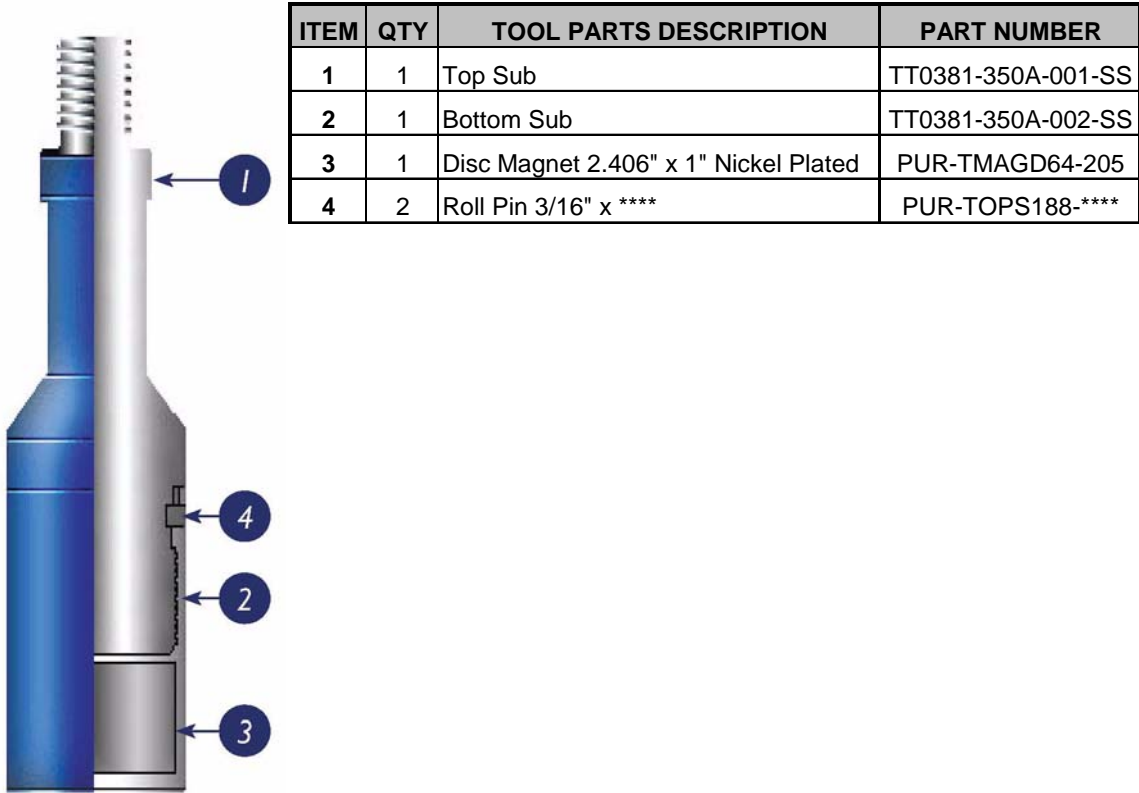 ITEM QTY TOOL PARTS DESCRIPTION PART NUMBER
1 1 Top Sub TT0381-350A-001-SS
2 1 Bottom Sub TT0381-350A-002-SS
3 1 Disc Magnet 2.406" x 1" Nickel Plated PUR-TMAGD64-205
4 2 Roll Pin 3/16" x **** PUR-TOPS188-****
1
4
2
3